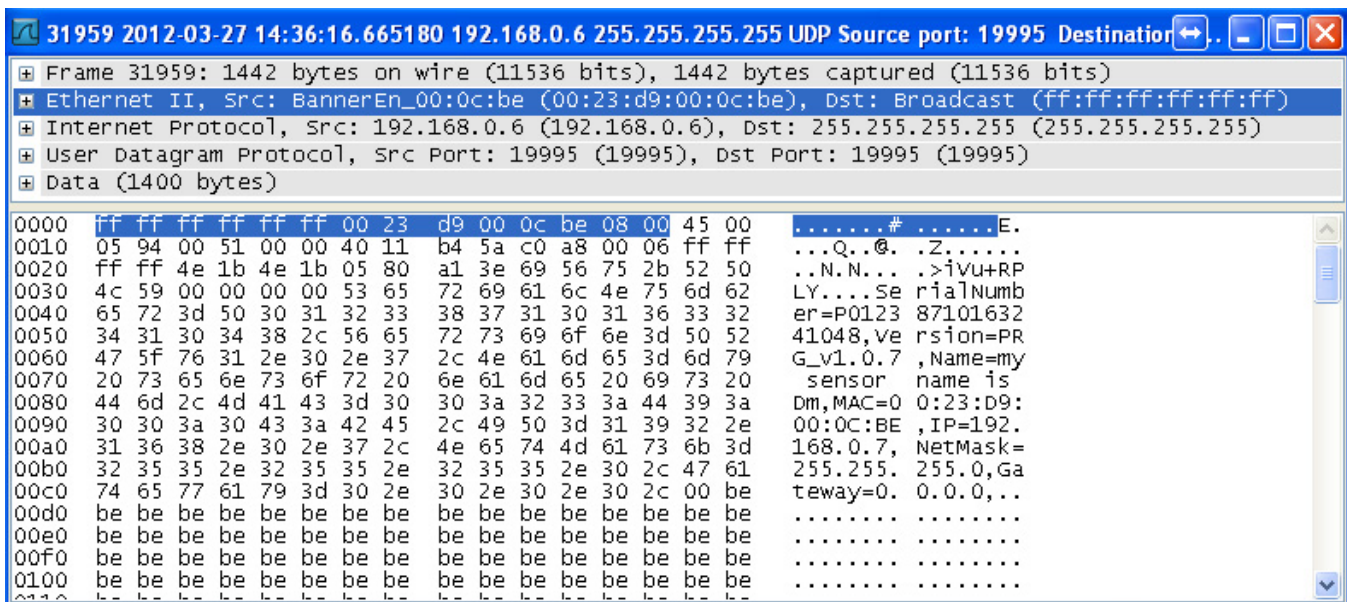 31959 2012-03-27 14:36:16.665180 192.168.0.6 255.255.255.255 UDP Source port: 19995 Destination
Frame 31959: 1442 bytes on wire (11536 bits), 1442 bytes captured (11536 bits)
Ethernet II, Src: BannerEn_00:0c:be (00:23:d9:00:0c:be), Dst: Broadcast (ff:ff:ff:ff:ff:ff)
Internet Protocol, Src: 192.168.0.6 (192.168.0.6), Dst: 255.255.255.255 (255.255.255.255)
User Datagram Protocol, Src Port: 19995 (19995), Dst Port: 19995 (19995)
Data (1400 bytes)
0000 ff ff ff ff ff ff 00 23 d9 00 0c be 08 00 45 00 .......# ......E.
0010 05 94 00 51 00 00 40 11 b4 5a c0 a8 00 06 ff ff ...Q..@. .Z......
0020 ff ff 4e 1b 4e 1b 05 80 a1 3e 69 56 75 2b 52 50 ..N.N... .>iVu+RP
0030 4c 59 00 00 00 00 53 65 72 69 61 6c 4e 75 6d 62 LY....Se rialNumb
0040 65 72 3d 50 30 31 32 33 38 37 31 30 31 36 33 32 er=P0123 87101632
0050 34 31 30 34 38 2c 56 65 72 73 69 6f 6e 3d 50 52 41048,Ve rsion=PR
0060 47 5f 76 31 2e 30 2e 37 2c 4e 61 6d 65 3d 6d 79 G_v1.0.7 ,Name=my
0070 20 73 65 6e 73 6f 72 20 6e 61 6d 65 20 69 73 20 sensor name is
0080 44 6d 2c 4d 41 43 3d 30 30 3a 32 33 3a 44 39 3a Dm,MAC=0 0:23:D9:
0090 30 30 3a 30 43 3a 42 45 2c 49 50 3d 31 39 32 2e 00:0C:BE ,IP=192.
00a0 31 36 38 2e 30 2e 37 2c 4e 65 74 4d 61 73 6b 3d 168.0.7, NetMask=
00b0 32 35 35 2e 32 35 35 2e 32 35 35 2e 30 2c 47 61 255.255. 255.0,Ga
00c0 74 65 77 61 79 3d 30 2e 30 2e 30 2e 30 2c 00 be teway=0. 0.0.0,..
00d0 be be be be be be be be be be be be be be be be ........ ........
00e0 be be be be be be be be be be be be be be be be ........ ........
00f0 be be be be be be be be be be be be be be be be ........ ........
0100 be be be be be be be be be be be be be be be be ........ ........